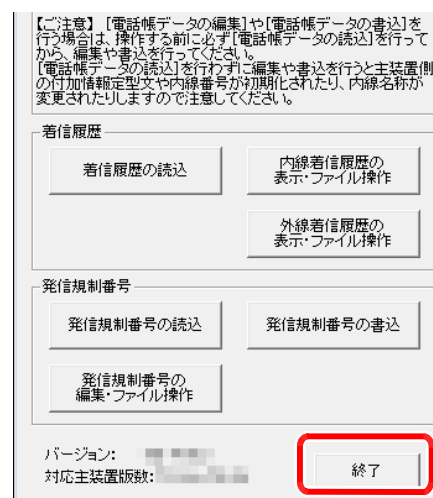 【ご注意】 [電話帳データの編集]や[電話帳データの書込]を
行う場合は、操作する前に必ず[電話帳データの読込]を行って
から、編集や書込を行ってください。
[電話帳データの読込]を行わずに編集や書込を行うと主装置側
の付加情報定型文や内線番号が初期化されたり、内線名称が
変更されたりしますので注意してください。
着信履歴
着信履歴の読込
内線着信履歴の
表示・ファイル操作
外線着信履歴の
表示・ファイル操作
発信規制番号
発信規制番号の読込
発信規制番号の書込
発信規制番号の
編集・ファイル操作
バージョン:
対応主装置版数:
終了